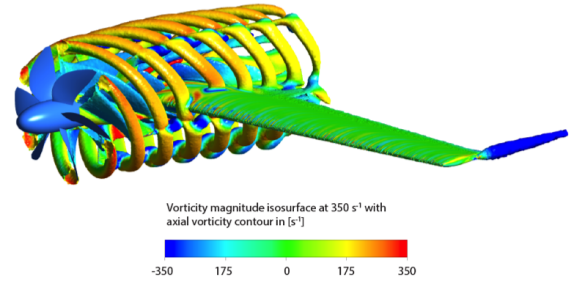 Vorticity magnitude isosurface at 350 s⁻¹ with
axial vorticity contour in [s⁻¹]
-350 175 0 175 350